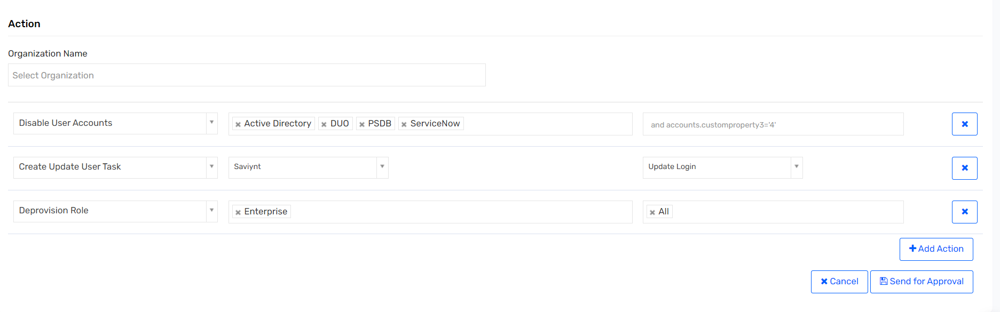 Action
Organization Name
Select Organization
Disable User Accounts Active Directory DUO PSDB ServiceNow and accounts.customproperty3='4'
Create Update User Task Saviynt Update Login
Deprovision Role Enterprise All
Add Action
Cancel Send for Approval